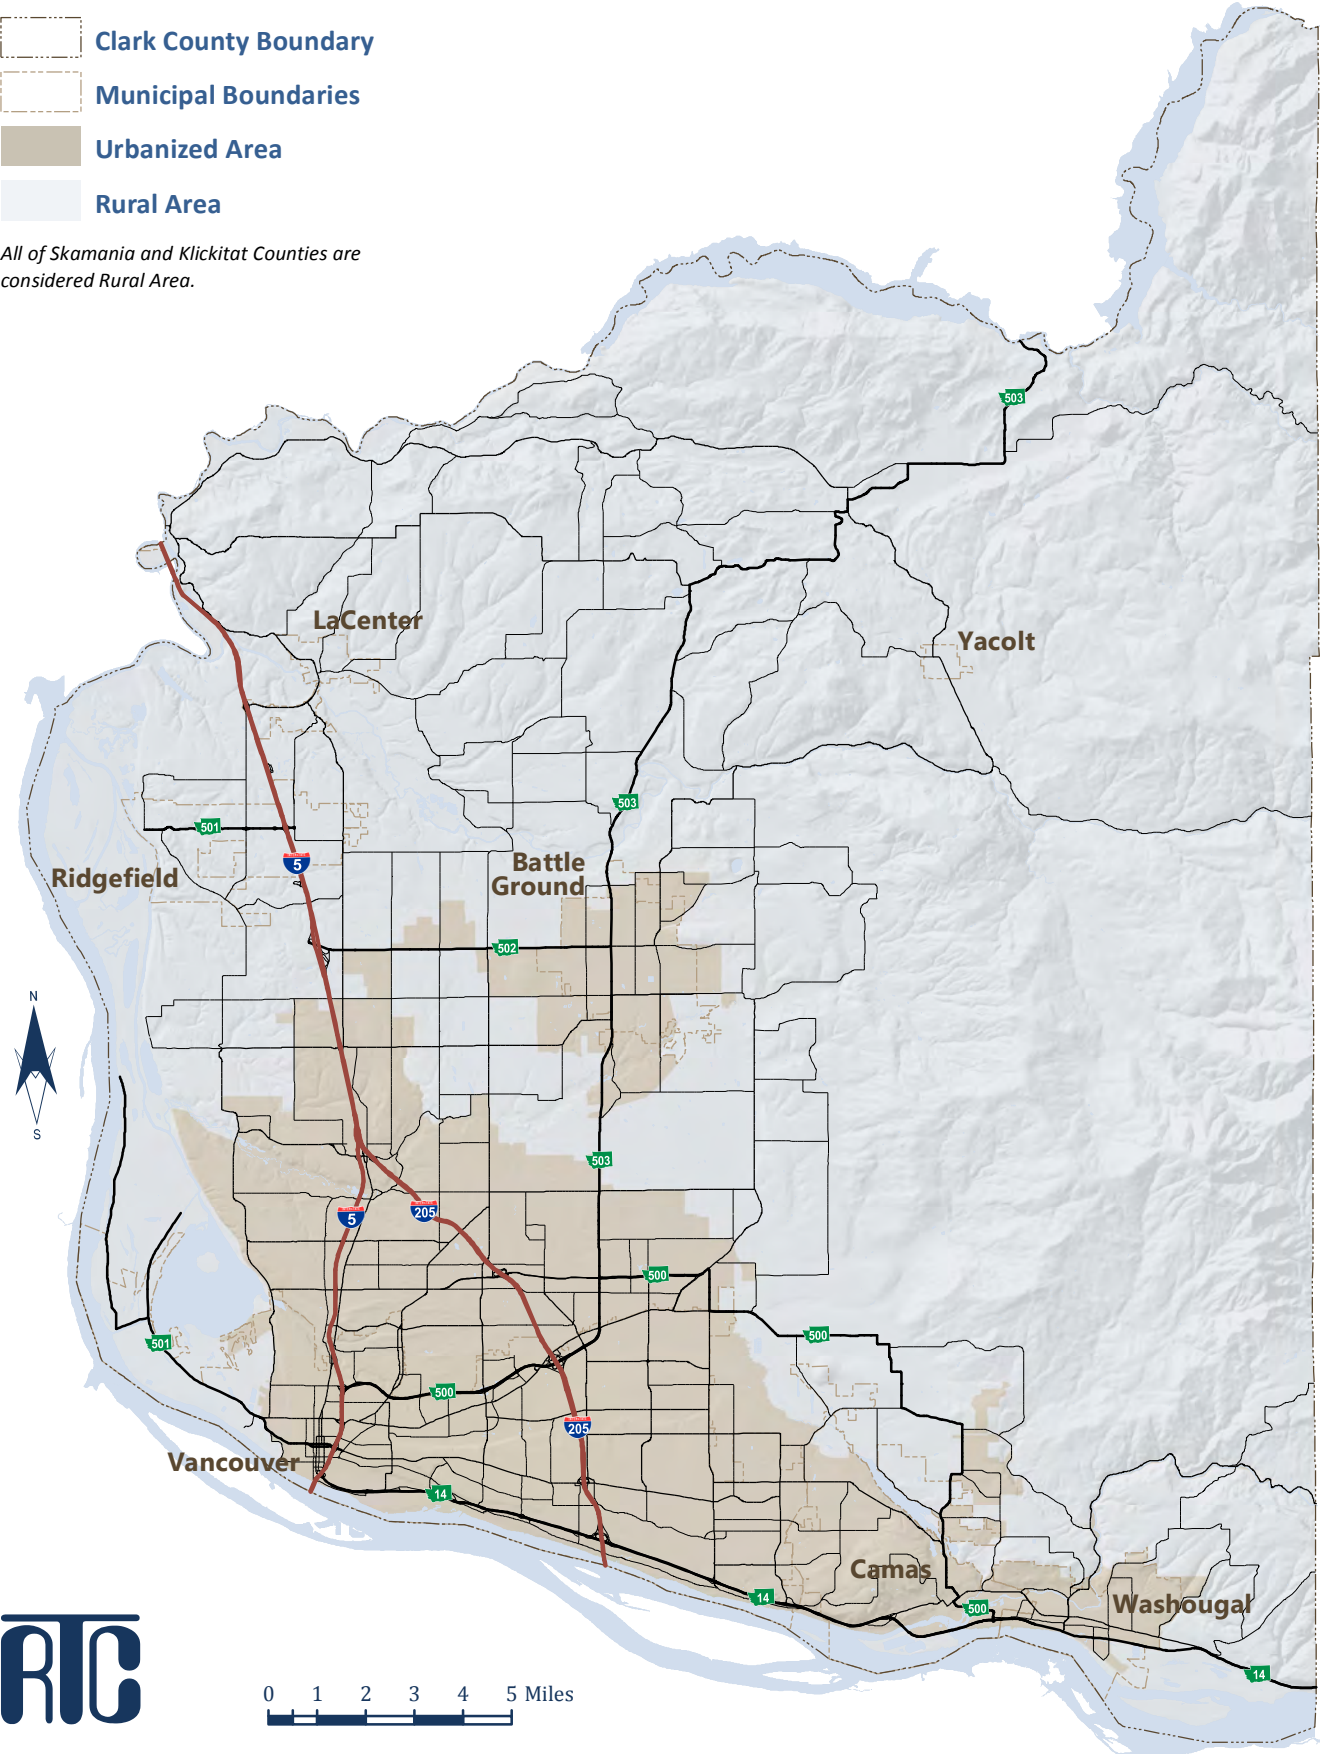 Clark County Boundary
Municipal Boundaries
Urbanized Area
Rural Area
All of Skamania and Klickitat Counties are
considered Rural Area.
503
LaCenter
Yacolt
503
501
5
Ridgefield
Battle
Ground
502
N
S
503
5
205
500
500
501
500
205
Vancouver
14
Camas
14
500
Washougal
14
RTC
0 1 2 3 4 5 Miles